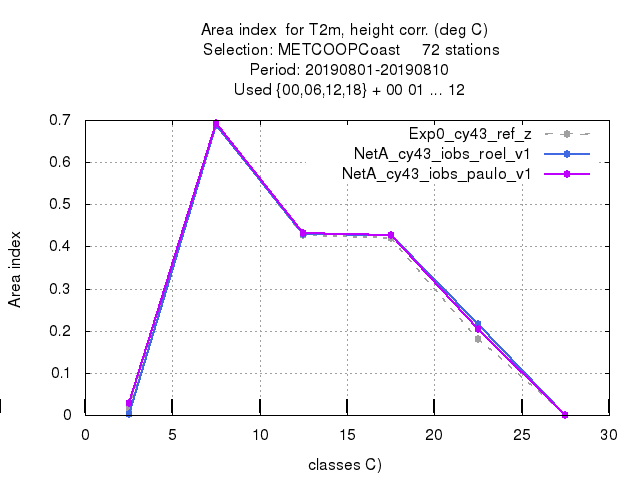 Area index  for T2m, height corr. (deg C)
Selection: METCOOPCoast     72 stations
Period: 20190801-20190810
Used {00,06,12,18} + 00 01 ... 12
Exp0_cy43_ref_z
NetA_cy43_iobs_roel_v1
NetA_cy43_iobs_paulo_v1
0.7
0.6
0.5
0.4
0.3
0.2
0.1
0
Area index
0 5 10 15 20 25 30
classes C)